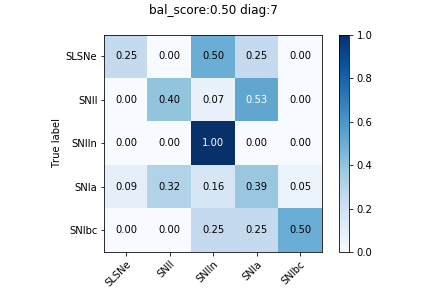 bal_score:0.50 diag:7
SLSNe 0.25 0.00 0.50 0.25 0.00
SNII 0.00 0.40 0.07 0.53 0.00
SNIIn 0.00 0.00 1.00 0.00 0.00
SNIa 0.09 0.32 0.16 0.39 0.05
SNIbc 0.00 0.00 0.25 0.25 0.50
SLSNe SNII SNIIn SNIa SNIbc
True label
1.0
0.8
0.6
0.4
0.2
0.0